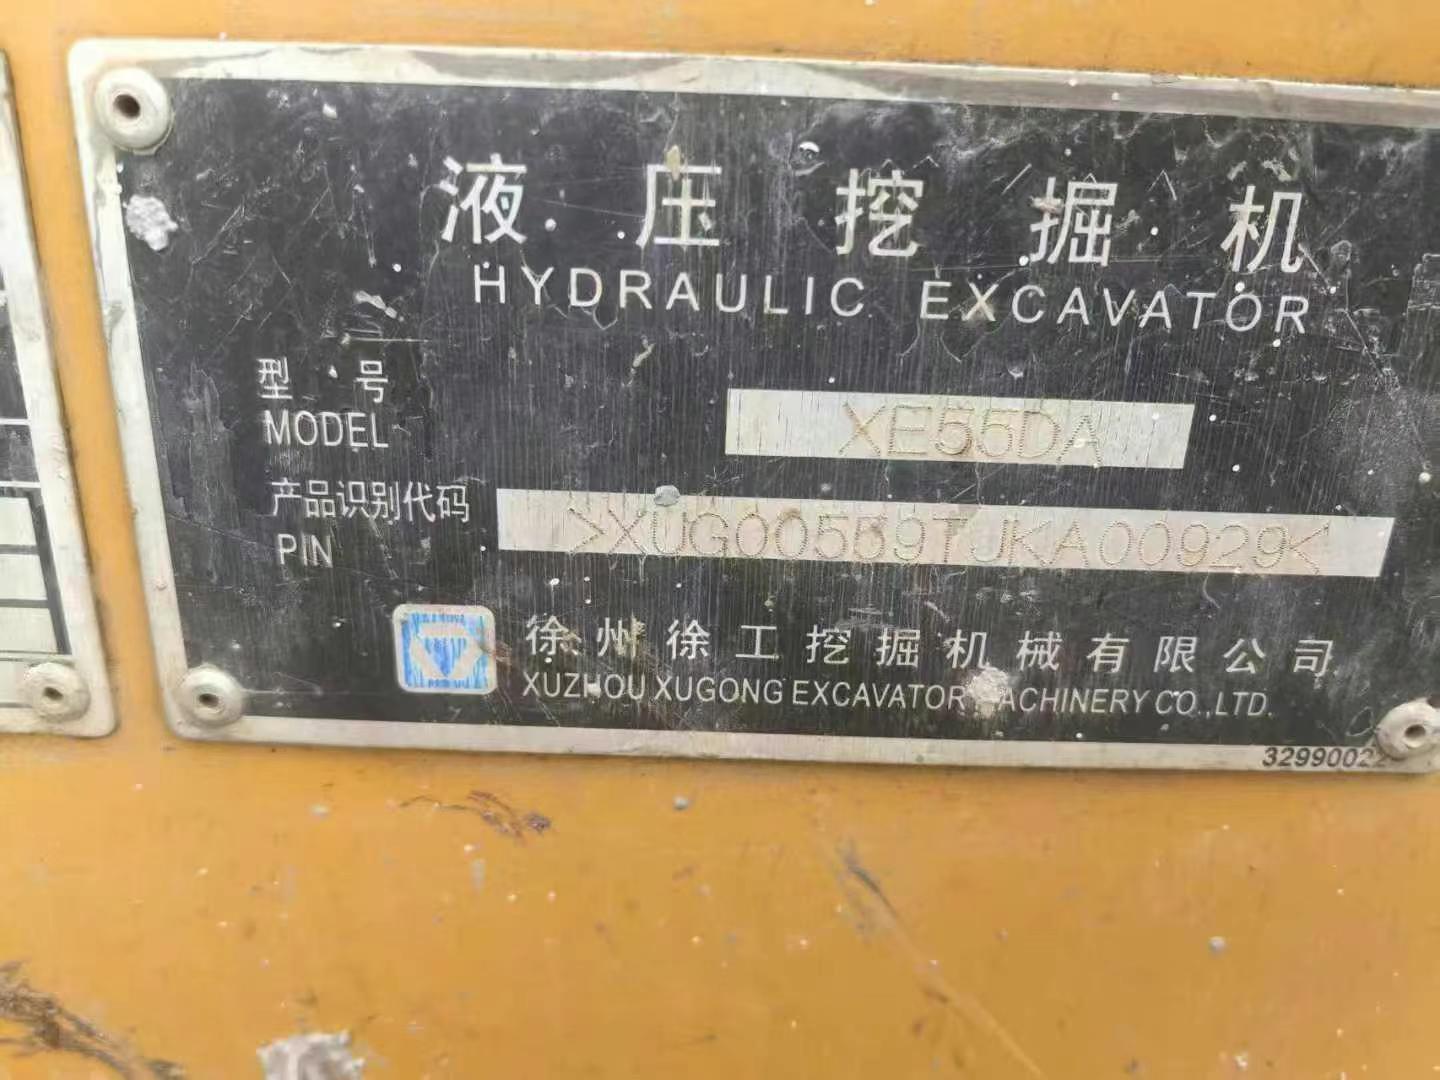 液压挖掘机
HYDRAULIC EXCAVATOR
型号
MODEL
XE55DA
产品识别代码
PIN
>XUG00559TJKA00929<
徐州徐工挖掘机械有限公司
XUZHOU XUGONG EXCAVATOR MACHINERY CO.,LTD.